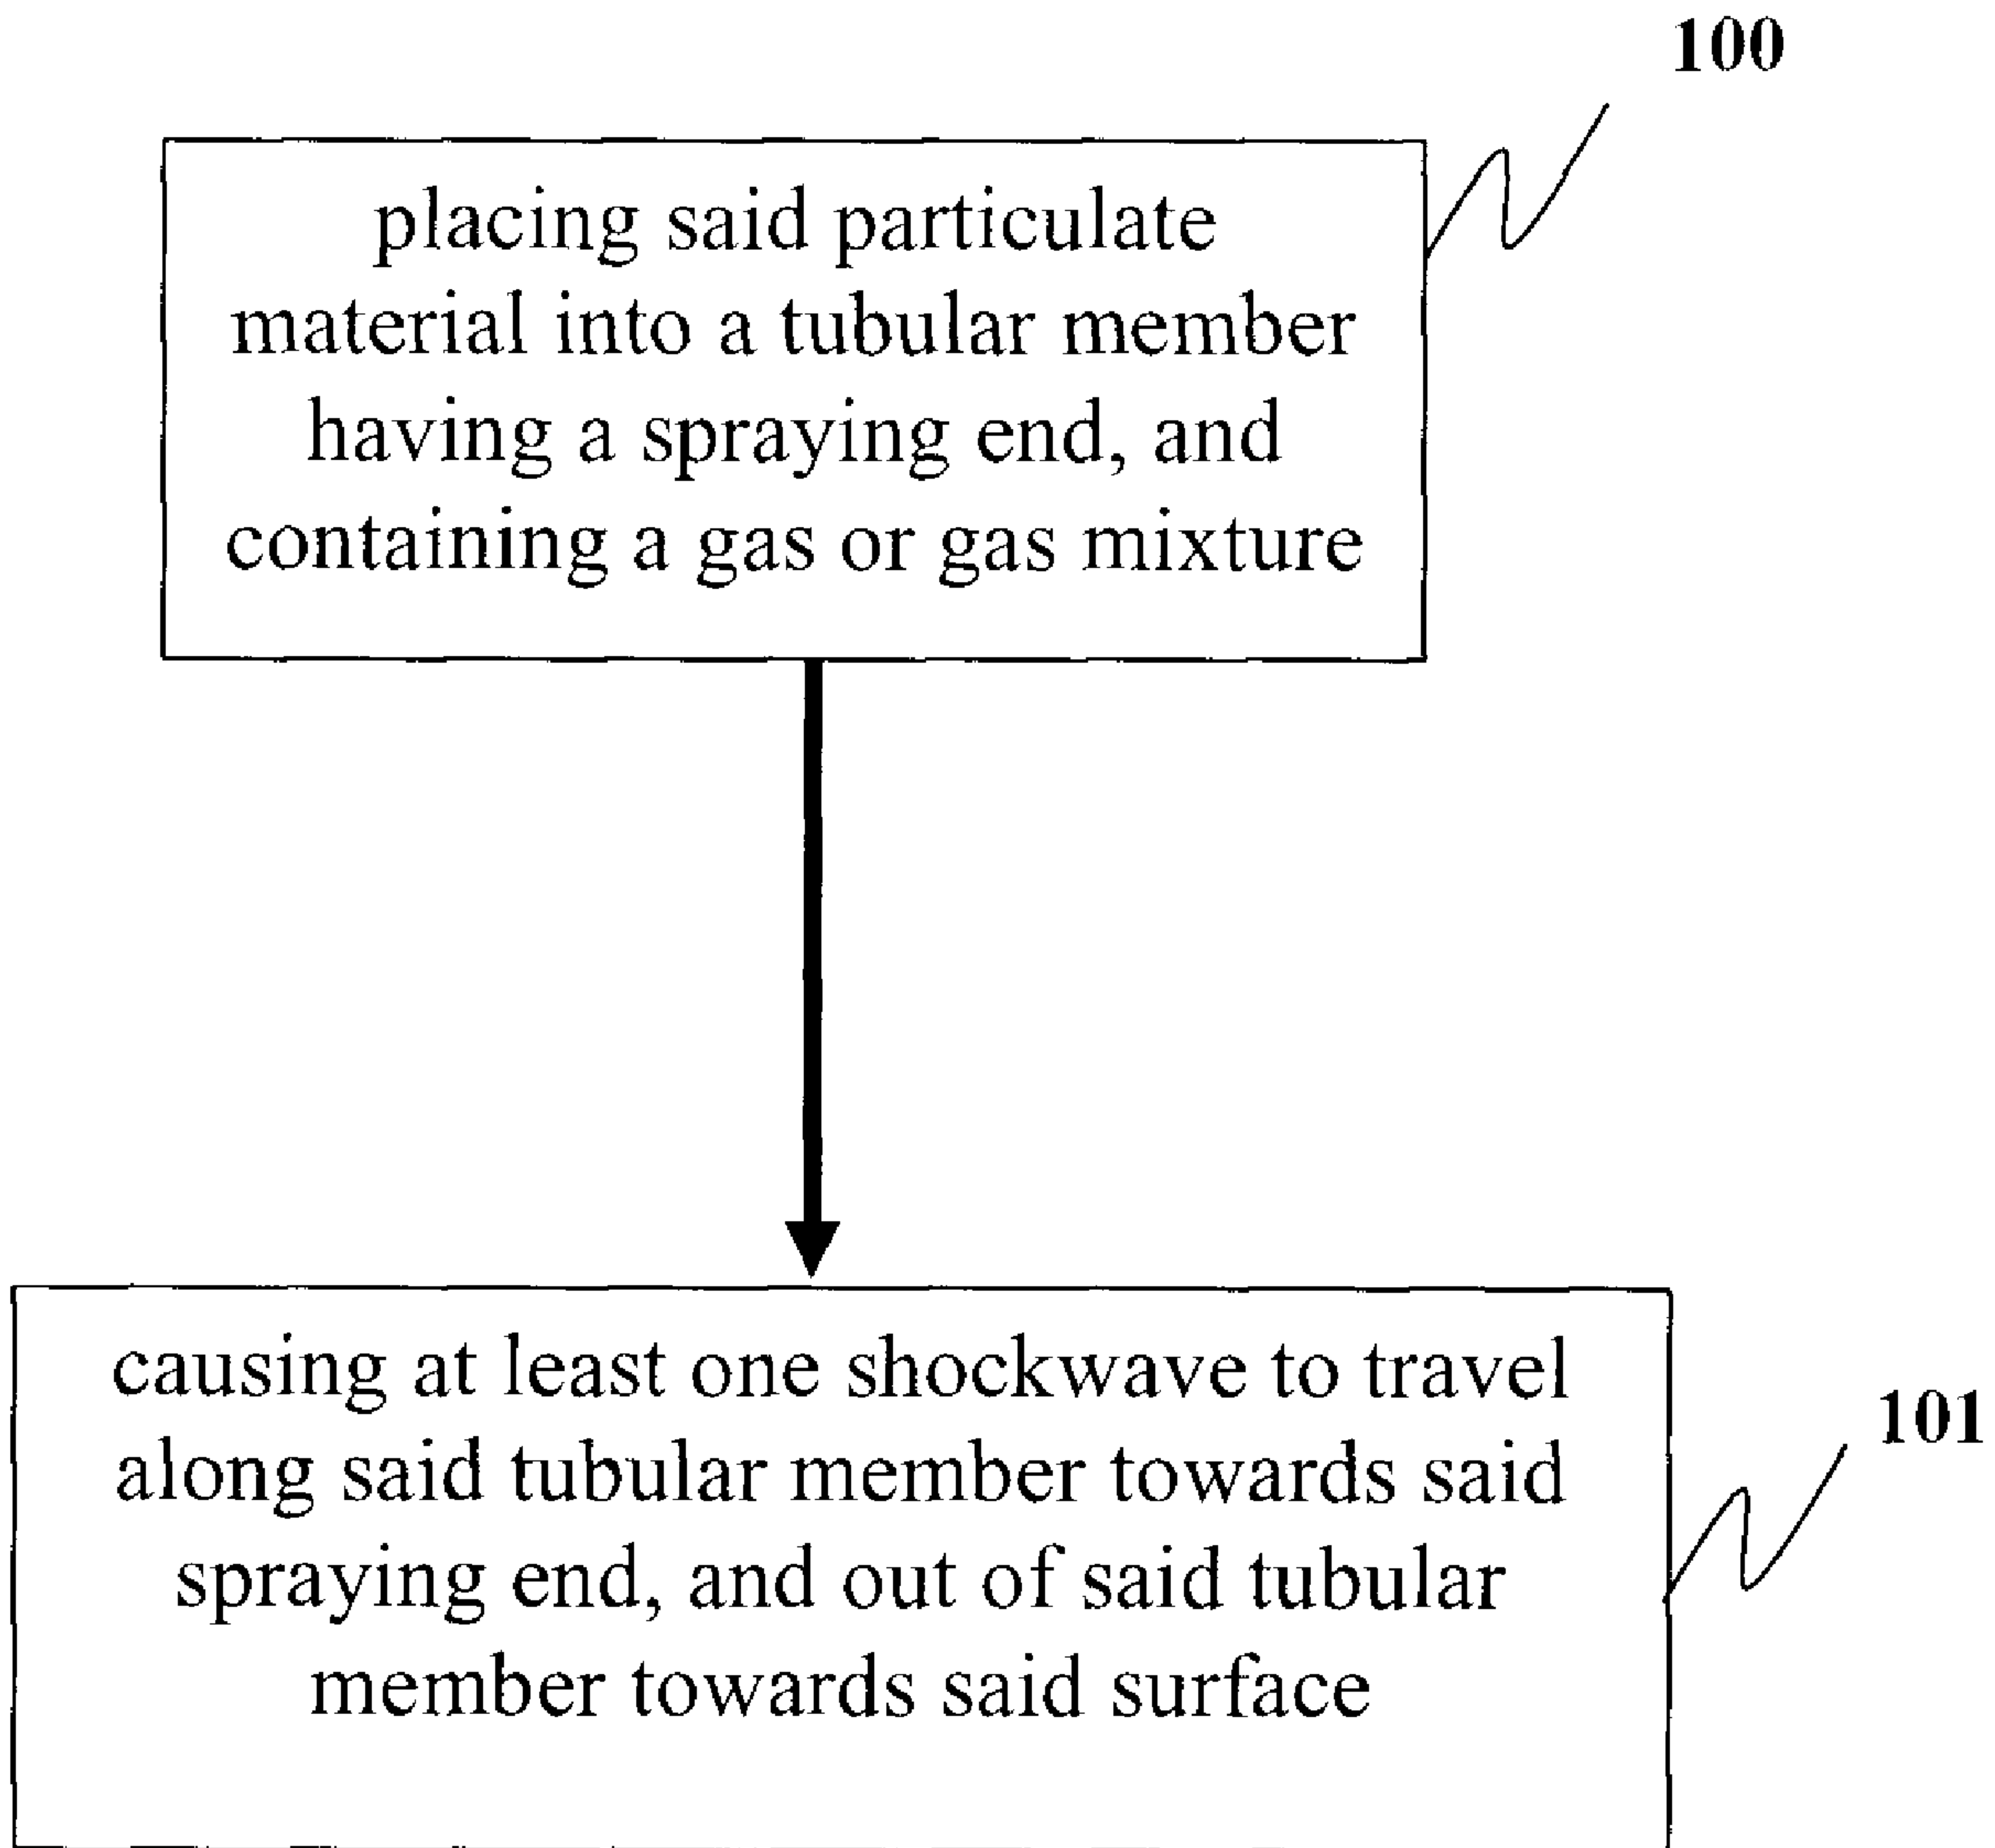 100
placing said particulate
material into a tubular member
having a spraying end, and
containing a gas or gas mixture
causing at least one shockwave to travel
along said tubular member towards said
spraying end, and out of said tubular
member towards said surface
101